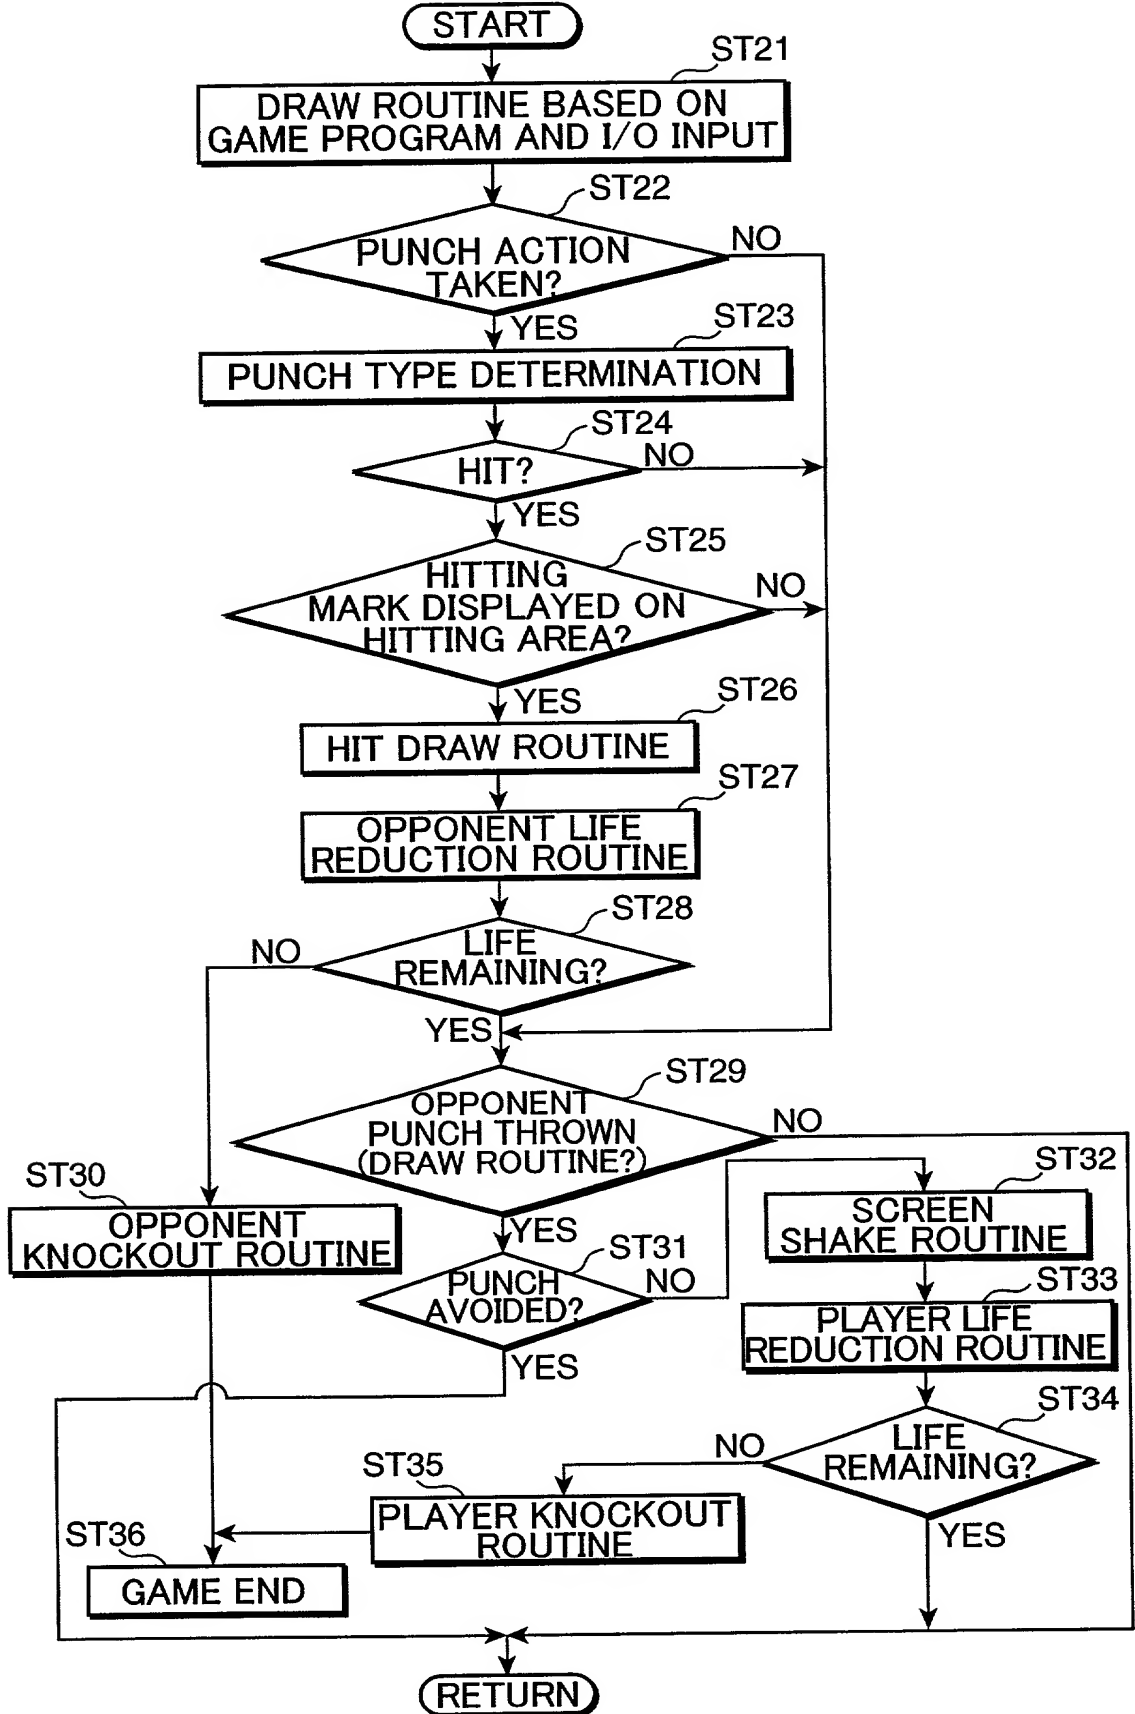 START
ST21
DRAW ROUTINE BASED ON
GAME PROGRAM AND I/O INPUT
ST22
PUNCH ACTION
TAKEN?
NO
YES
ST23
PUNCH TYPE DETERMINATION
ST24
HIT?
NO
YES
ST25
HITTING
MARK DISPLAYED ON
HITTING AREA?
NO
YES
ST26
HIT DRAW ROUTINE
ST27
OPPONENT LIFE
REDUCTION ROUTINE
ST28
LIFE
REMAINING?
NO
YES
ST29
OPPONENT
PUNCH THROWN
(DRAW ROUTINE?)
NO
YES
ST30
OPPONENT
KNOCKOUT ROUTINE
ST31
PUNCH
AVOIDED?
NO
YES
ST32
SCREEN
SHAKE ROUTINE
ST33
PLAYER LIFE
REDUCTION ROUTINE
ST34
LIFE
REMAINING?
NO
YES
ST35
PLAYER KNOCKOUT
ROUTINE
ST36
GAME END
RETURN